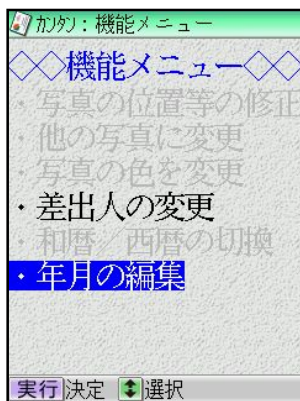 カンタン：機能メニュー
◇◇機能メニュー◇◇
・写真の位置等の修正
・他の写真に変更
・写真の色を変更
・差出人の変更
・和暦／西暦の切換
・年月の編集
実行決定 選択